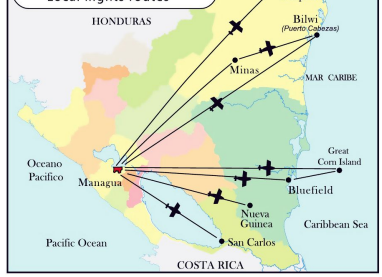 Local flights routes
HONDURAS
Bilwi
(Puerto Cabezas)
Minas
MAR CARIBE
Oceano
Pacifico
Managua
Great
Corn Island
Bluefield
Nueva
Guinea
Caribbean Sea
Pacific Ocean
San Carlos
COSTA RICA